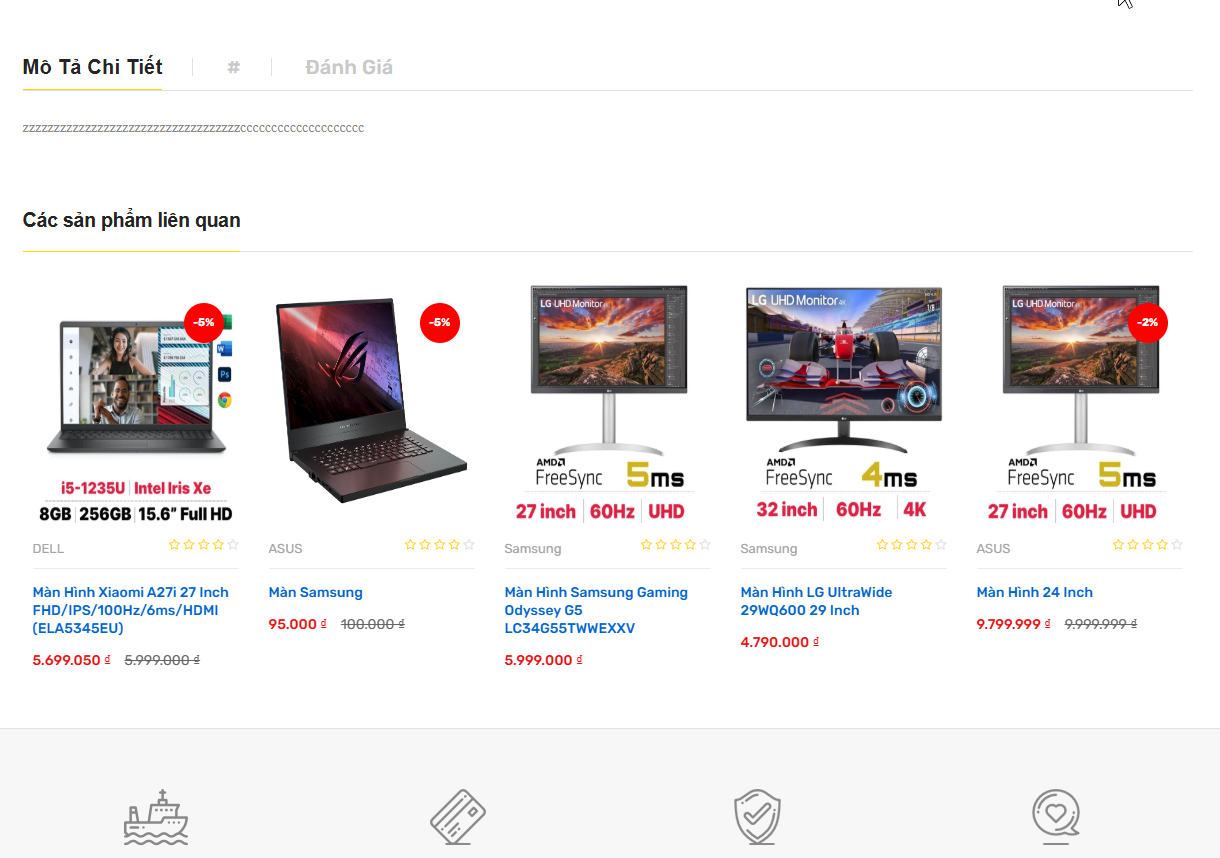 Mô Tả Chi Tiết
#
Đánh Giá
zzzzzzzzzzzzzzzzzzzzzzzzzzzzzzzzzzzcccccccccccccccccccc
Các sản phẩm liên quan
-5%
i5-1235U Intel Iris Xe
8GB 256GB 15.6” Full HD
DELL
Màn Hình Xiaomi A27i 27 Inch
FHD/IPS/100Hz/6ms/HDMI
(ELA5345EU)
5.699.050 ₫ 5.999.000 ₫
-5%
ASUS
Màn Samsung
95.000 ₫ 100.000 ₫
LG UHD Monitor 4K
AMD
FreeSync 5ms
27 inch 60Hz UHD
Samsung
Màn Hình Samsung Gaming
Odyssey G5
LC34G55TWWEXXV
5.999.000 ₫
LG UHD Monitor 4K
AMD
FreeSync 4ms
32 inch 60Hz 4K
Samsung
Màn Hình LG UltraWide
29WQ600 29 Inch
4.790.000 ₫
LG UHD Monitor 4K
-2%
AMD
FreeSync 5ms
27 inch 60Hz UHD
ASUS
Màn Hình 24 Inch
9.799.999 ₫ 9.999.999 ₫